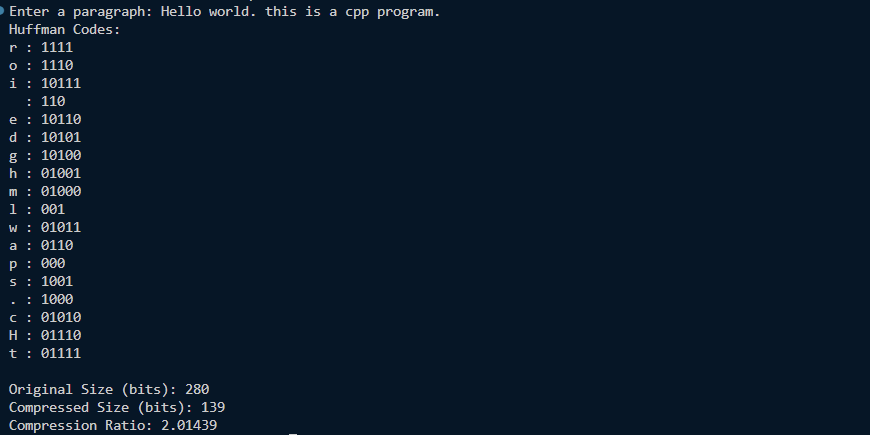 Enter a paragraph: Hello world. this is a cpp program.
Huffman Codes:
r : 1111
o : 1110
i : 10111
  : 110
e : 10110
d : 10101
g : 10100
h : 01001
m : 01000
l : 001
w : 01011
a : 0110
p : 000
s : 1001
. : 1000
c : 01010
H : 01110
t : 01111

Original Size (bits): 280
Compressed Size (bits): 139
Compression Ratio: 2.01439